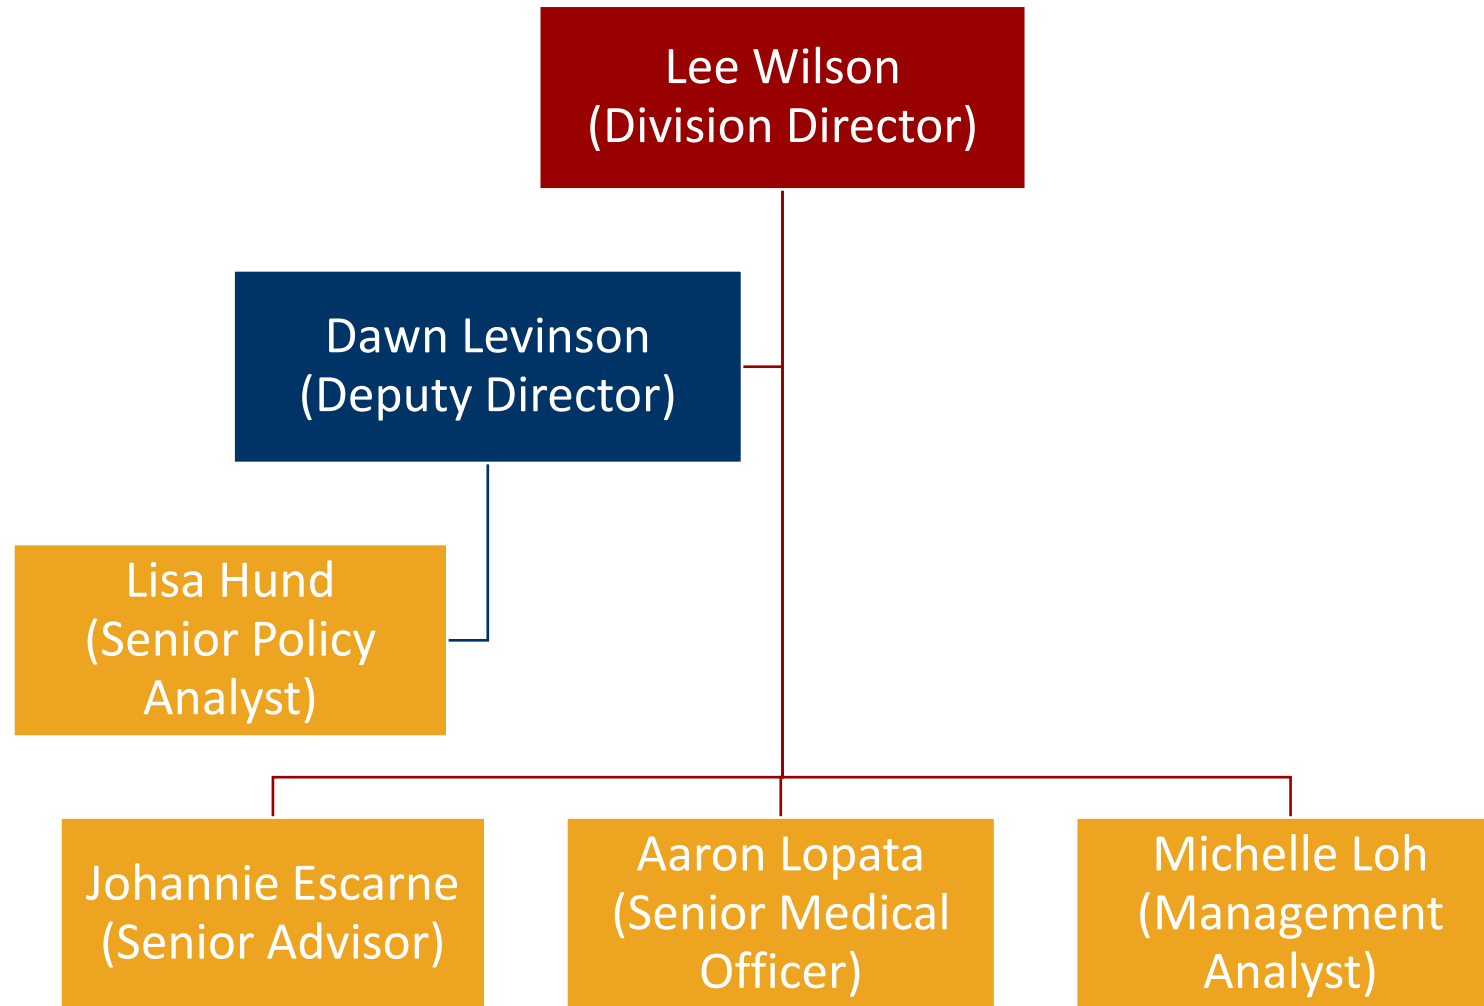 Lee Wilson
(Division Director)
Dawn Levinson
(Deputy Director)
Lisa Hund
(Senior Policy
Analyst)
Johannie Escarne
(Senior Advisor)
Aaron Lopata
(Senior Medical
Officer)
Michelle Loh
(Management
Analyst)